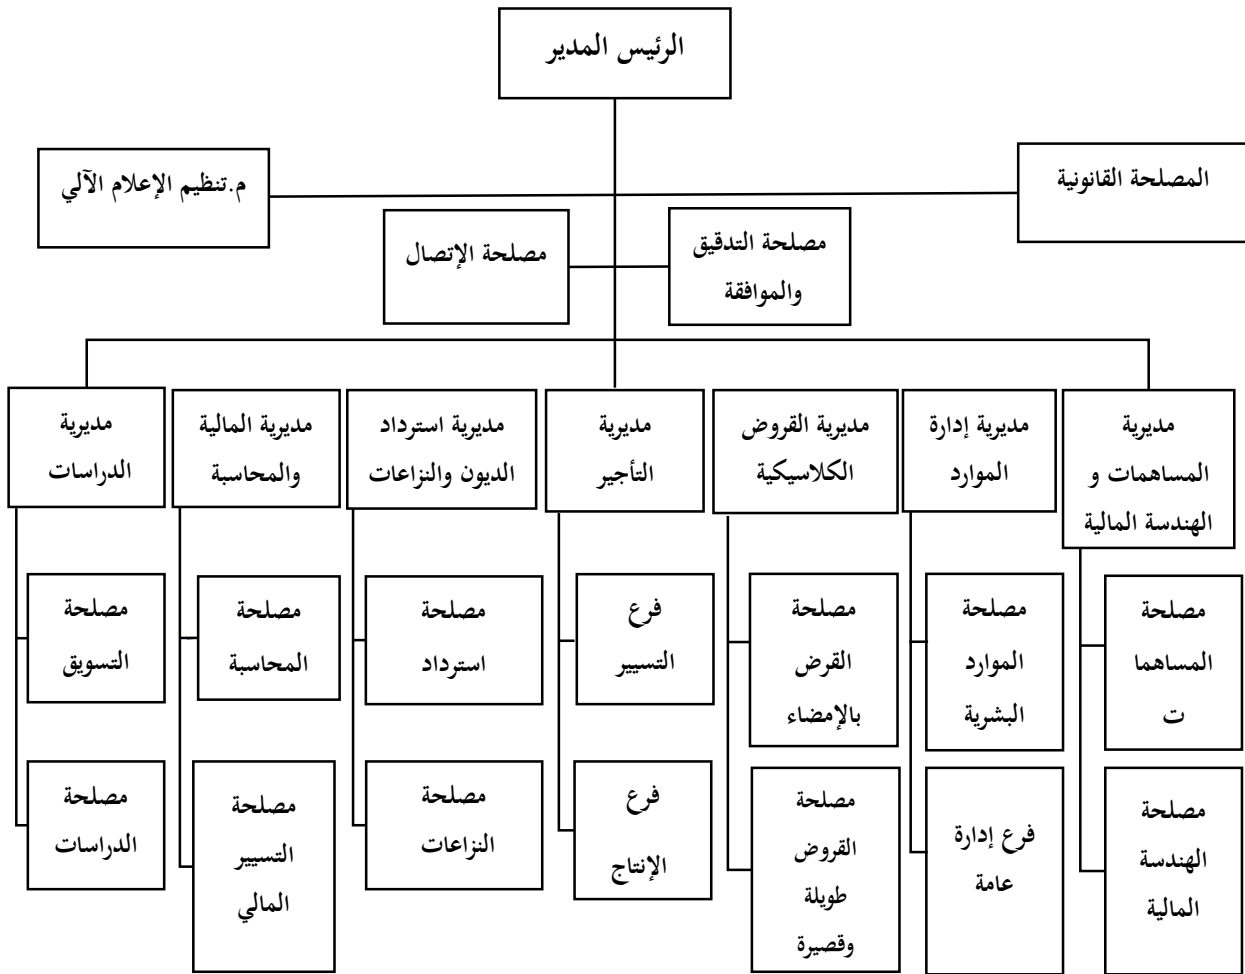 الرئيس المدير
المصلحة القانونية
م.تنظيم الإعلام الآلي
مصلحة التدقيق
والموافقة
مصلحة الإتصال
مديرية
المساهمات و
الهندسة المالية
مديرية إدارة
الموارد
مديرية القروض
الكلاسيكية
مديرية
التأجير
مديرية استرداد
الديون والنزاعات
مديرية المالية
والمحاسبة
مديرية
الدراسات
مصلحة
المساهما
ت
مصلحة
الموارد
البشرية
مصلحة
القرض
بالإمضاء
فرع
التسيير
مصلحة
استرداد
مصلحة
المحاسبة
مصلحة
التسويق
مصلحة
الهندسة
المالية
فرع إدارة
عامة
مصلحة
القروض
طويلة
وقصيرة
فرع
الإنتاج
مصلحة
النزاعات
مصلحة
التسيير
المالي
مصلحة
الدراسات